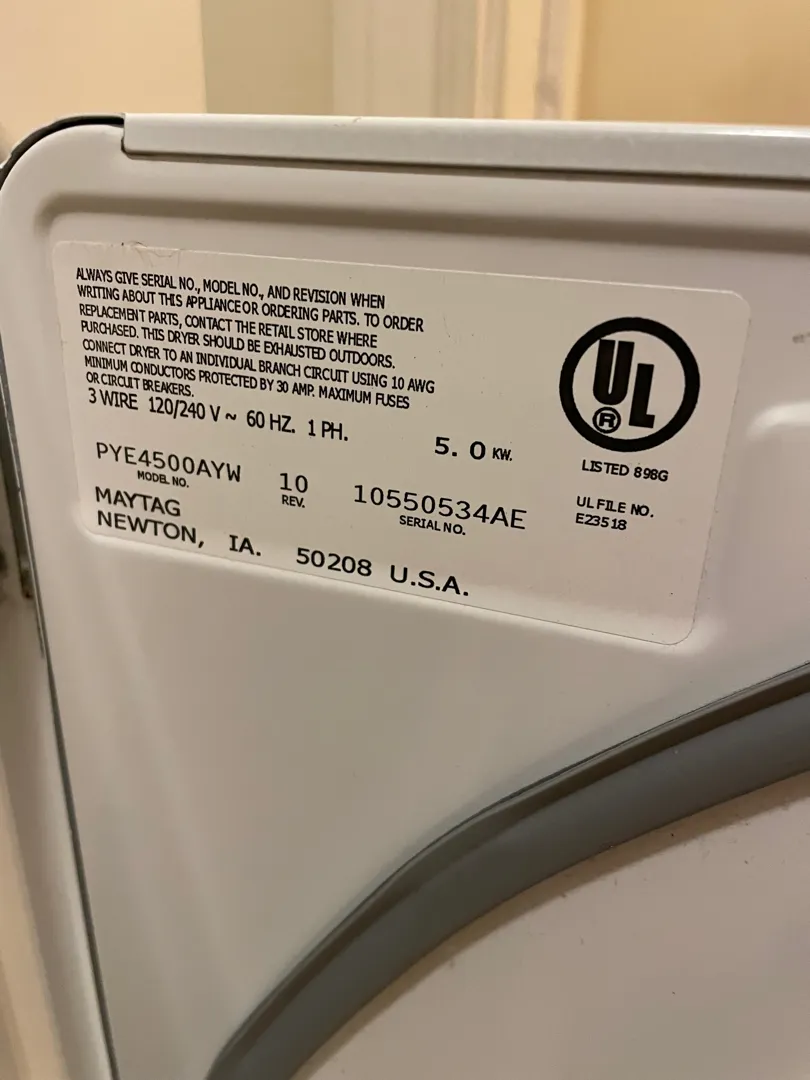 ALWAYS GIVE SERIAL NO., MODEL NO., AND REVISION WHEN
WRITING ABOUT THIS APPLIANCE OR ORDERING PARTS. TO ORDER
REPLACEMENT PARTS, CONTACT THE RETAIL STORE WHERE
PURCHASED. THIS DRYER SHOULD BE EXHAUSTED OUTDOORS.
CONNECT DRYER TO AN INDIVIDUAL BRANCH CIRCUIT USING 10 AWG
MINIMUM CONDUCTORS PROTECTED BY 30 AMP. MAXIMUM FUSES
OR CIRCUIT BREAKERS.
3 WIRE 120/240 V ~ 60 HZ. 1 PH. 5.0 KW.
UL ®
LISTED 898G
UL FILE NO.
E23518
PYE4500AYW 10 10550534AE
MODEL NO. REV. SERIAL NO.
MAYTAG
NEWTON, IA. 50208 U.S.A.